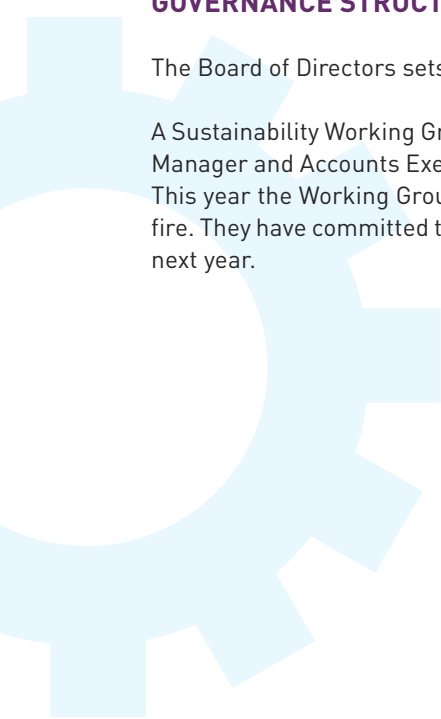 GOVERNANCE STRUCT
The Board of Directors sets
A Sustainability Working Gr
Manager and Accounts Exe
This year the Working Grou
fire. They have committed t
next year.